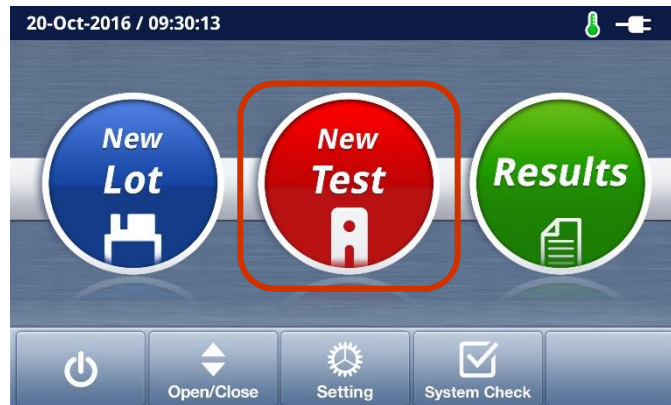 20-Oct-2016 / 09:30:13
New
Lot
New
Test
Results
Open/Close
Setting
System Check